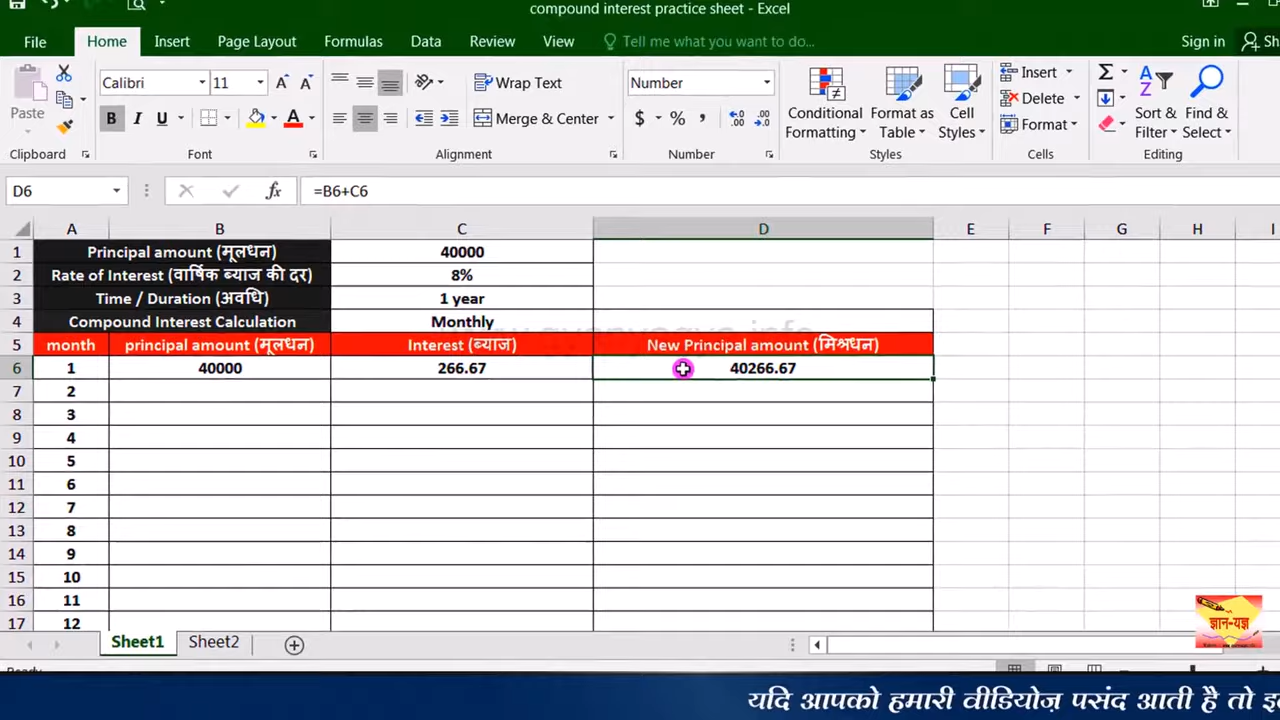 compound interest practice sheet - Excel
File Home Insert Page Layout Formulas Data Review View Tell me what you want to do... Sign in Sh
Paste
Calibri 11
B I U
Wrap Text
Merge & Center
Number
$ % ,
Conditional Formatting
Format as Table
Cell Styles
Insert
Delete
Format
Sort & Filter
Find & Select
Clipboard Font Alignment Number Styles Cells Editing
D6 fx =B6+C6
A B C D E F G H I
1 Principal amount (मूलधन) 40000
2 Rate of Interest (वार्षिक ब्याज की दर) 8%
3 Time / Duration (अवधि) 1 year
4 Compound Interest Calculation Monthly
5 month principal amount (मूलधन) Interest (ब्याज) New Principal amount (मिश्रधन)
6 1 40000 266.67 40266.67
7 2
8 3
9 4
10 5
11 6
12 7
13 8
14 9
15 10
16 11
17 12
ज्ञान-यज्ञ
Sheet1 Sheet2
यदि आपको हमारी वीडियोज़ पसंद आती है तो इ